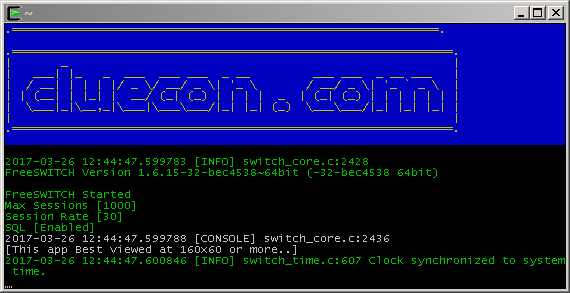 ~
cluecon.com
2017-03-26 12:44:47.599783 [INFO] switch_core.c:2428
FreeSWITCH Version 1.6.15-32-bec4538~64bit (-32-bec4538 64bit)
FreeSWITCH Started
Max Sessions [1000]
Session Rate [30]
SQL [Enabled]
2017-03-26 12:44:47.599788 [CONSOLE] switch_core.c:2436
[This app Best viewed at 160x60 or more..]
2017-03-26 12:44:47.600846 [INFO] switch_time.c:607 Clock synchronized to system
time.